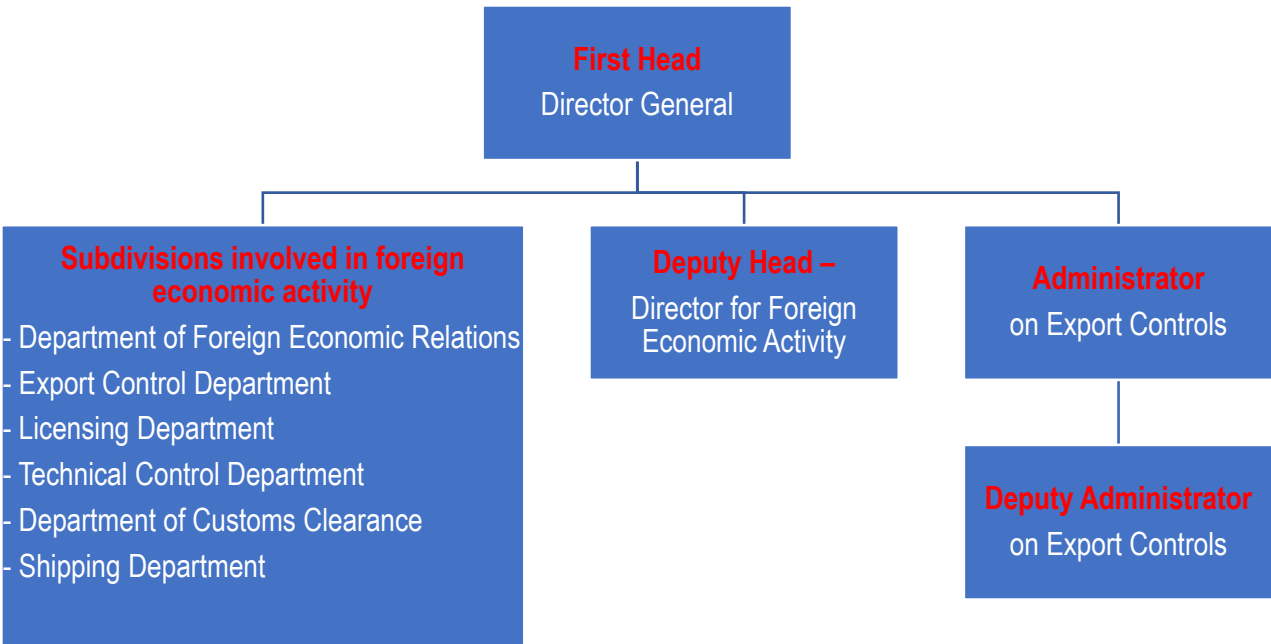 First Head
Director General
Subdivisions involved in foreign
economic activity
- Department of Foreign Economic Relations
- Export Control Department
- Licensing Department
- Technical Control Department
- Department of Customs Clearance
- Shipping Department
Deputy Head –
Director for Foreign
Economic Activity
Administrator
on Export Controls
Deputy Administrator
on Export Controls